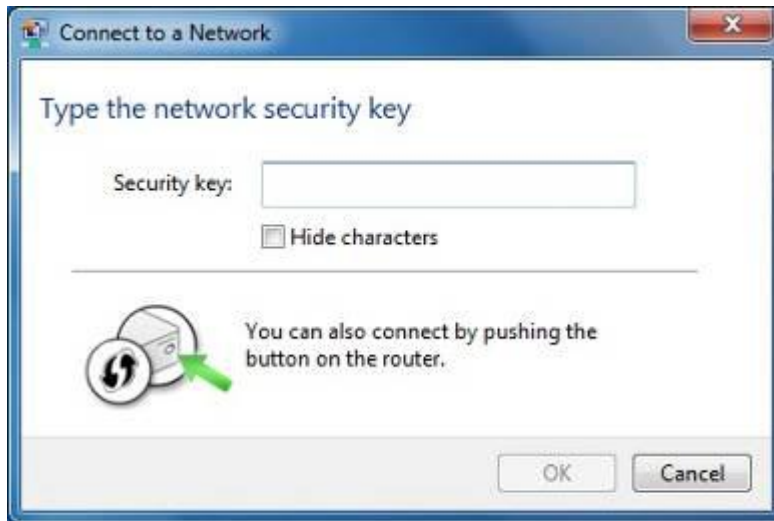 Connect to a Network
Type the network security key
Security key:
Hide characters
You can also connect by pushing the
button on the router.
OK
Cancel